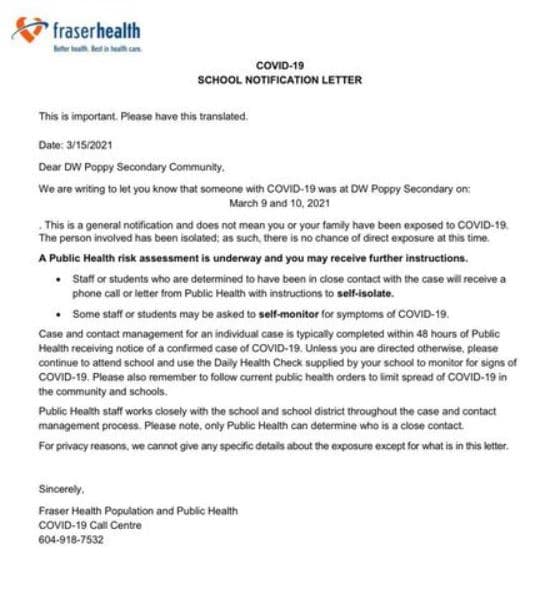 fraserhealth
Better health. Best in health care.
COVID-19
SCHOOL NOTIFICATION LETTER
This is important. Please have this translated.
Date: 3/15/2021
Dear DW Poppy Secondary Community,
We are writing to let you know that someone with COVID-19 was at DW Poppy Secondary on:
March 9 and 10, 2021
. This is a general notification and does not mean you or your family have been exposed to COVID-19.
The person involved has been isolated; as such, there is no chance of direct exposure at this time.
A Public Health risk assessment is underway and you may receive further instructions.
• Staff or students who are determined to have been in close contact with the case will receive a
phone call or letter from Public Health with instructions to self-isolate.
• Some staff or students may be asked to self-monitor for symptoms of COVID-19.
Case and contact management for an individual case is typically completed within 48 hours of Public
Health receiving notice of a confirmed case of COVID-19. Unless you are directed otherwise, please
continue to attend school and use the Daily Health Check supplied by your school to monitor for signs of
COVID-19. Please also remember to follow current public health orders to limit spread of COVID-19 in
the community and schools.
Public Health staff works closely with the school and school district throughout the case and contact
management process. Please note, only Public Health can determine who is a close contact.
For privacy reasons, we cannot give any specific details about the exposure except for what is in this letter.
Sincerely,
Fraser Health Population and Public Health
COVID-19 Call Centre
604-918-7532